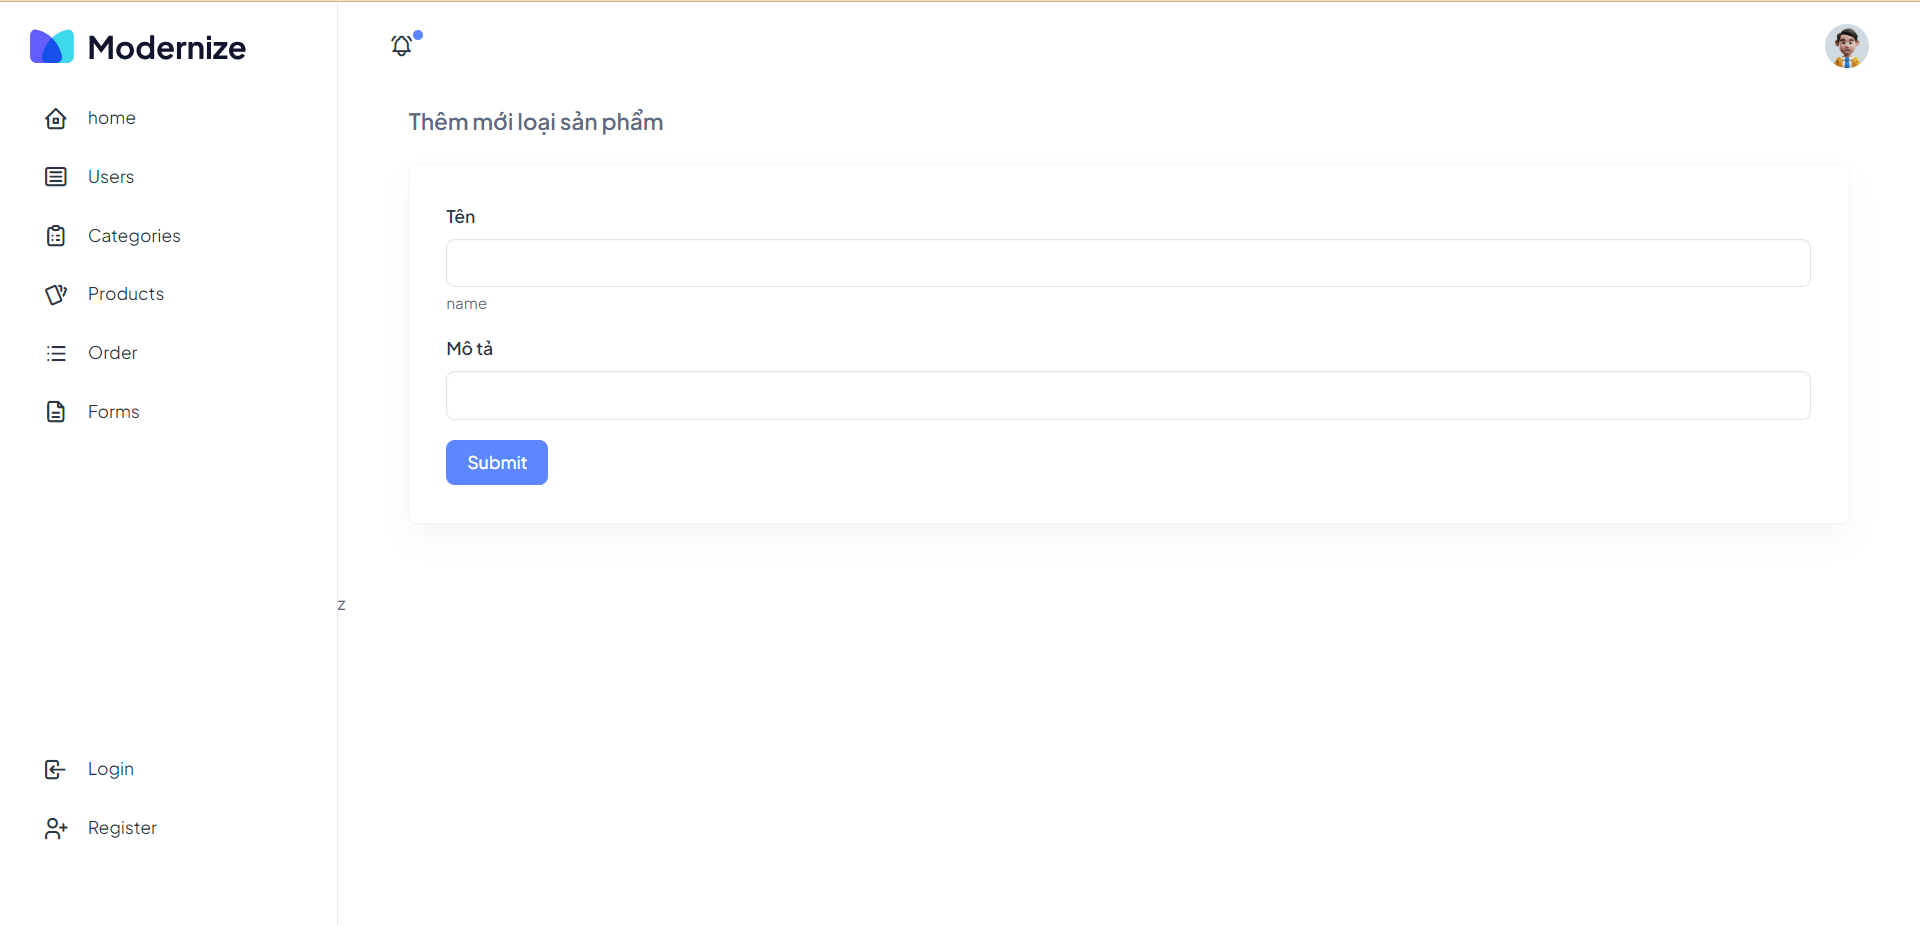 Modernize
home
Users
Categories
Products
Order
Forms
Login
Register
Thêm mới loại sản phẩm
Tên
name
Mô tả
Submit
z